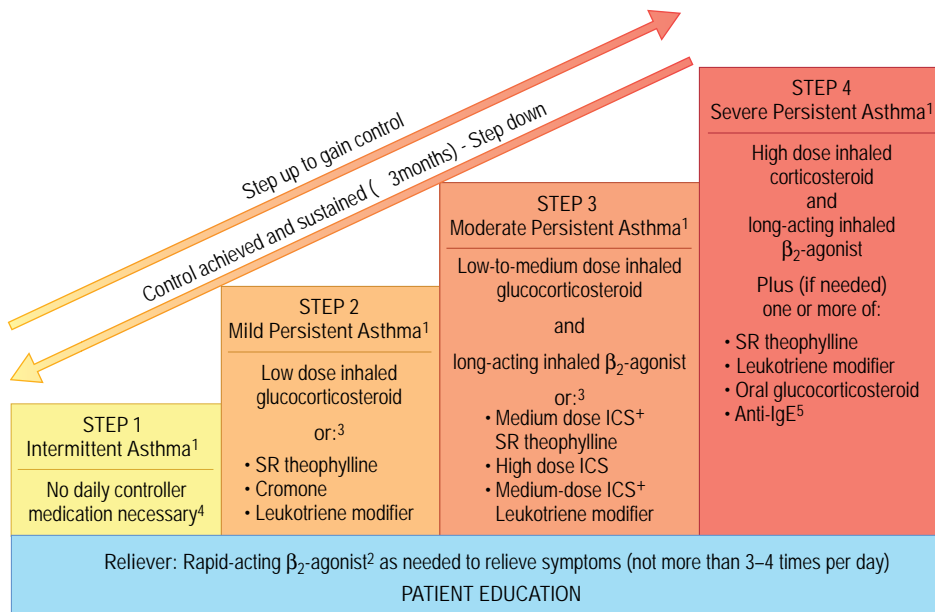 Step up to gain control
Control achieved and sustained ( 3months) - Step down
STEP 1
Intermittent Asthma¹
No daily controller
medication necessary⁴
STEP 2
Mild Persistent Asthma¹
Low dose inhaled
glucocorticosteroid
or:³
• SR theophylline
• Cromone
• Leukotriene modifier
STEP 3
Moderate Persistent Asthma¹
Low-to-medium dose inhaled
glucocorticosteroid
and
long-acting inhaled β₂-agonist
or:³
• Medium dose ICS⁺
SR theophylline
• High dose ICS
• Medium-dose ICS⁺
Leukotriene modifier
STEP 4
Severe Persistent Asthma¹
High dose inhaled
corticosteroid
and
long-acting inhaled
β₂-agonist
Plus (if needed)
one or more of:
• SR theophylline
• Leukotriene modifier
• Oral glucocorticosteroid
• Anti-IgE⁵
Reliever: Rapid-acting β₂-agonist² as needed to relieve symptoms (not more than 3–4 times per day)
PATIENT EDUCATION